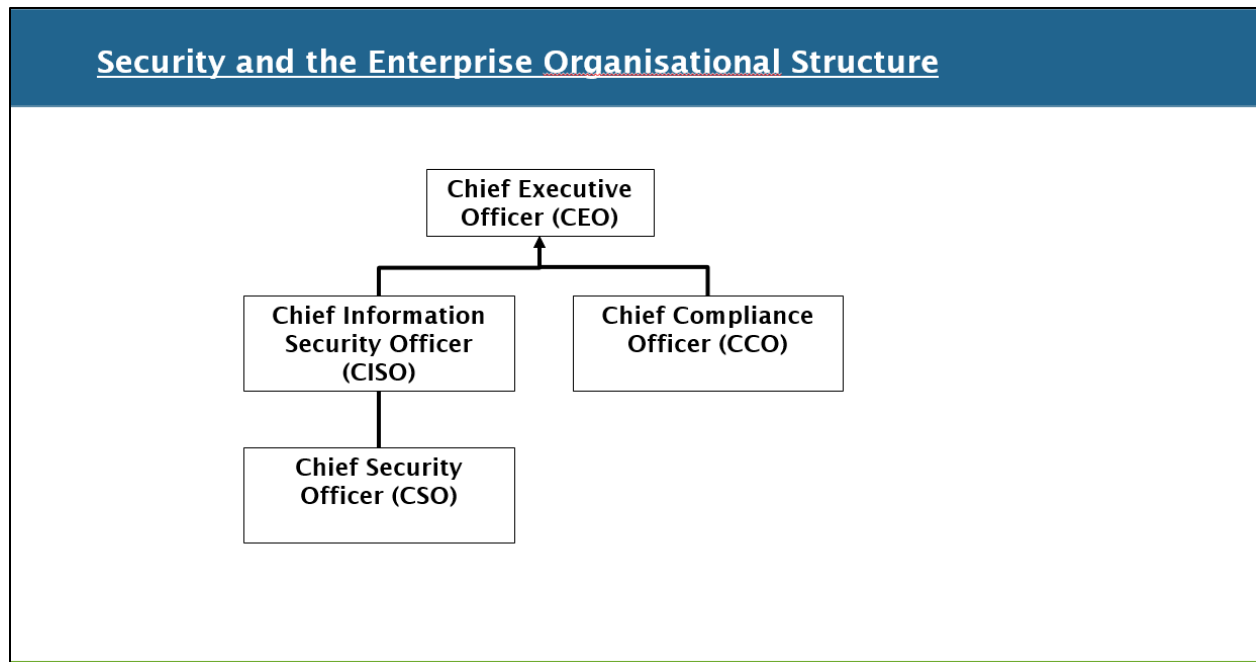 Security and the Enterprise Organisational Structure
Chief Executive
Officer (CEO)
Chief Information
Security Officer
(CISO)
Chief Compliance
Officer (CCO)
Chief Security
Officer (CSO)